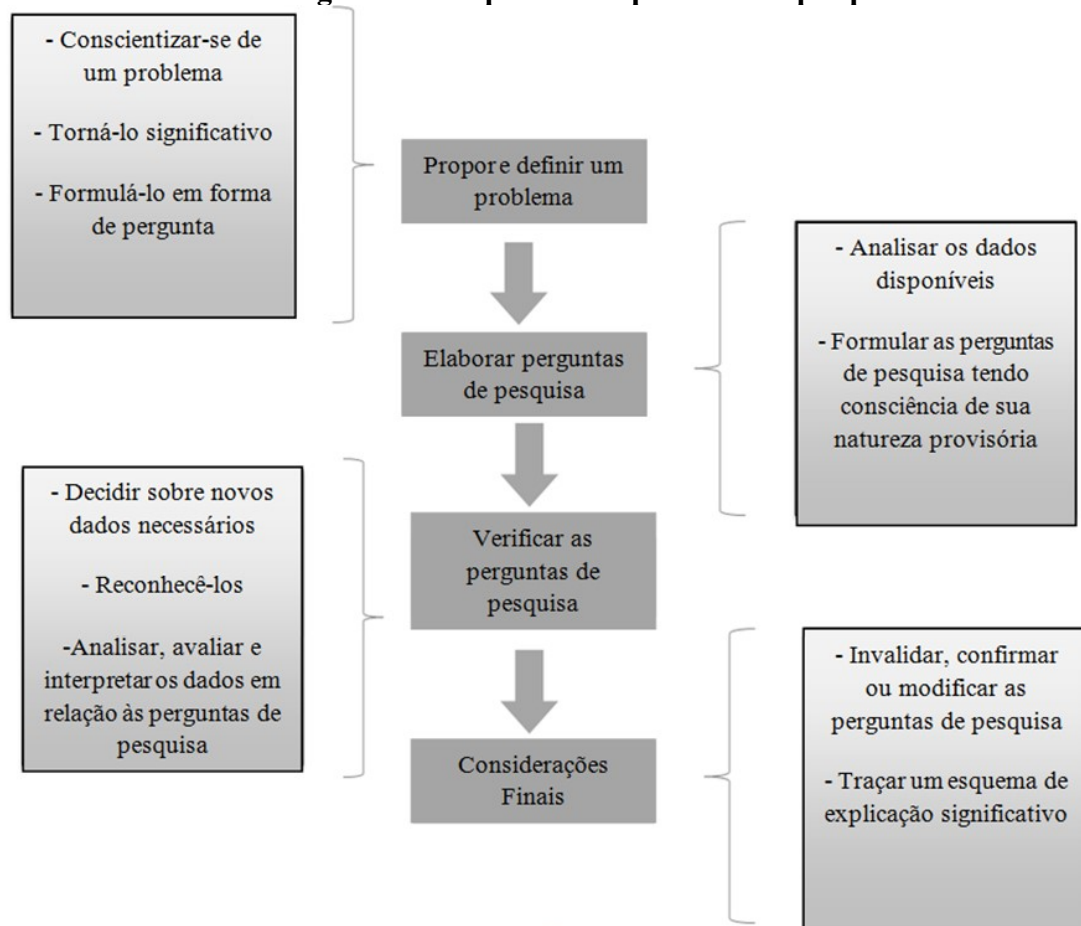 - Conscientizar-se de
um problema
- Torná-lo significativo
- Formulá-lo em forma
de pergunta
Propor e definir um
problema
- Analisar os dados
disponíveis
- Formular as perguntas
de pesquisa tendo
consciência de sua
natureza provisória
Elaborar perguntas
de pesquisa
- Decidir sobre novos
dados necessários
- Reconhecê-los
-Analisar, avaliar e
interpretar os dados em
relação às perguntas de
pesquisa
Verificar as
perguntas de
pesquisa
- Invalidar, confirmar
ou modificar as
perguntas de pesquisa
- Traçar um esquema de
explicação significativo
Considerações
Finais